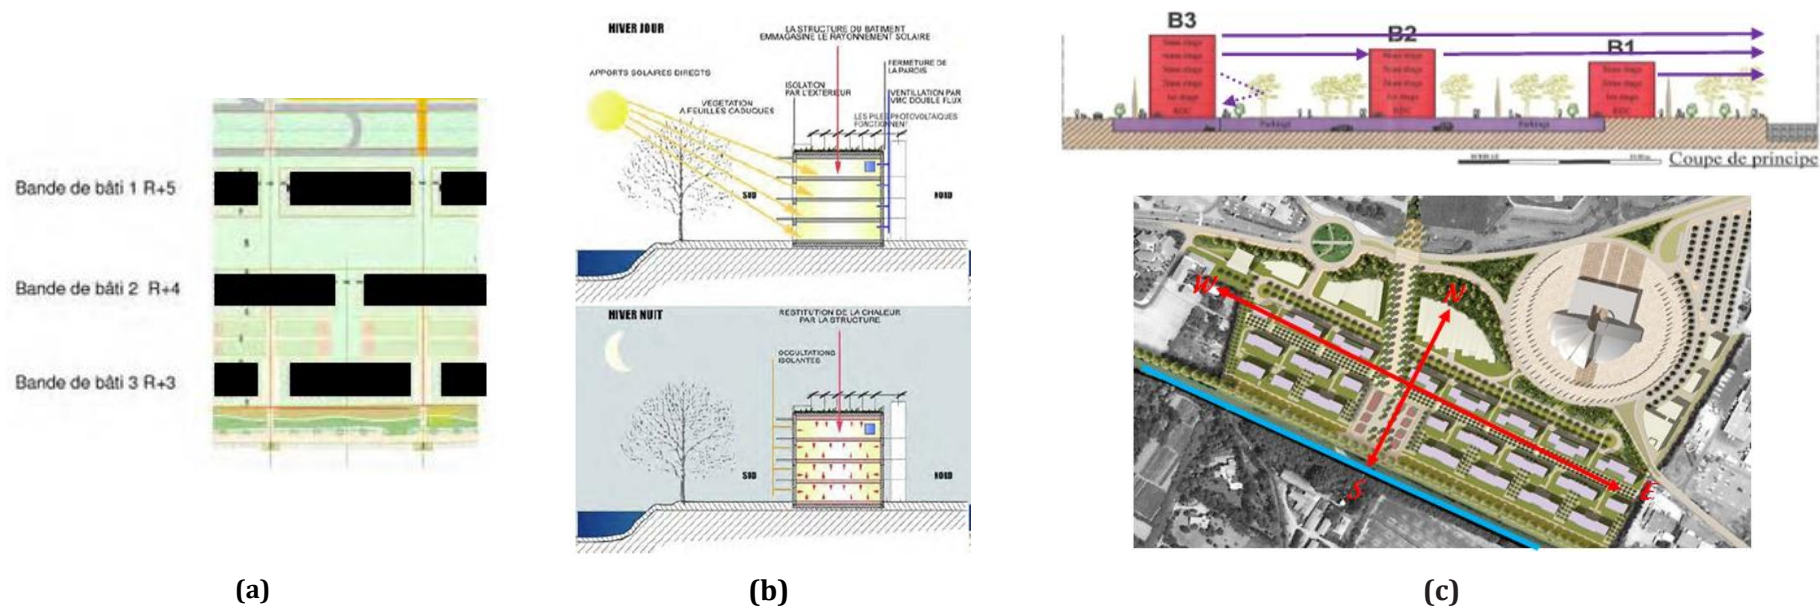 Bande de bâti 1 R+5
Bande de bâti 2 R+4
Bande de bâti 3 R+3
(a)
HIVER JOUR
LA STRUCTURE DU BATIMENT
EMMAGASINE LE RAYONNEMENT SOLAIRE
APPORTS SOLAIRES DIRECTS
VEGETATION
A FEUILLES CADUQUES
ISOLATION
PAR L'EXTERIEUR
FERMETURE DE
LA PAROIS
VENTILATION PAR
VMC DOUBLE FLUX
LES PILES PHOTOVOLTAIQUES
FONCTIONNENT
SUD
NORD
HIVER NUIT
RESTITUTION DE LA CHALEUR
PAR LA STRUCTURE
OCCULTATIONS
ISOLANTES
SUD
NORD
(b)
B3
B2
B1
RDC
RDC
RDC
Parkings
Parkings
Coupe de principe
W
N
S
E
(c)